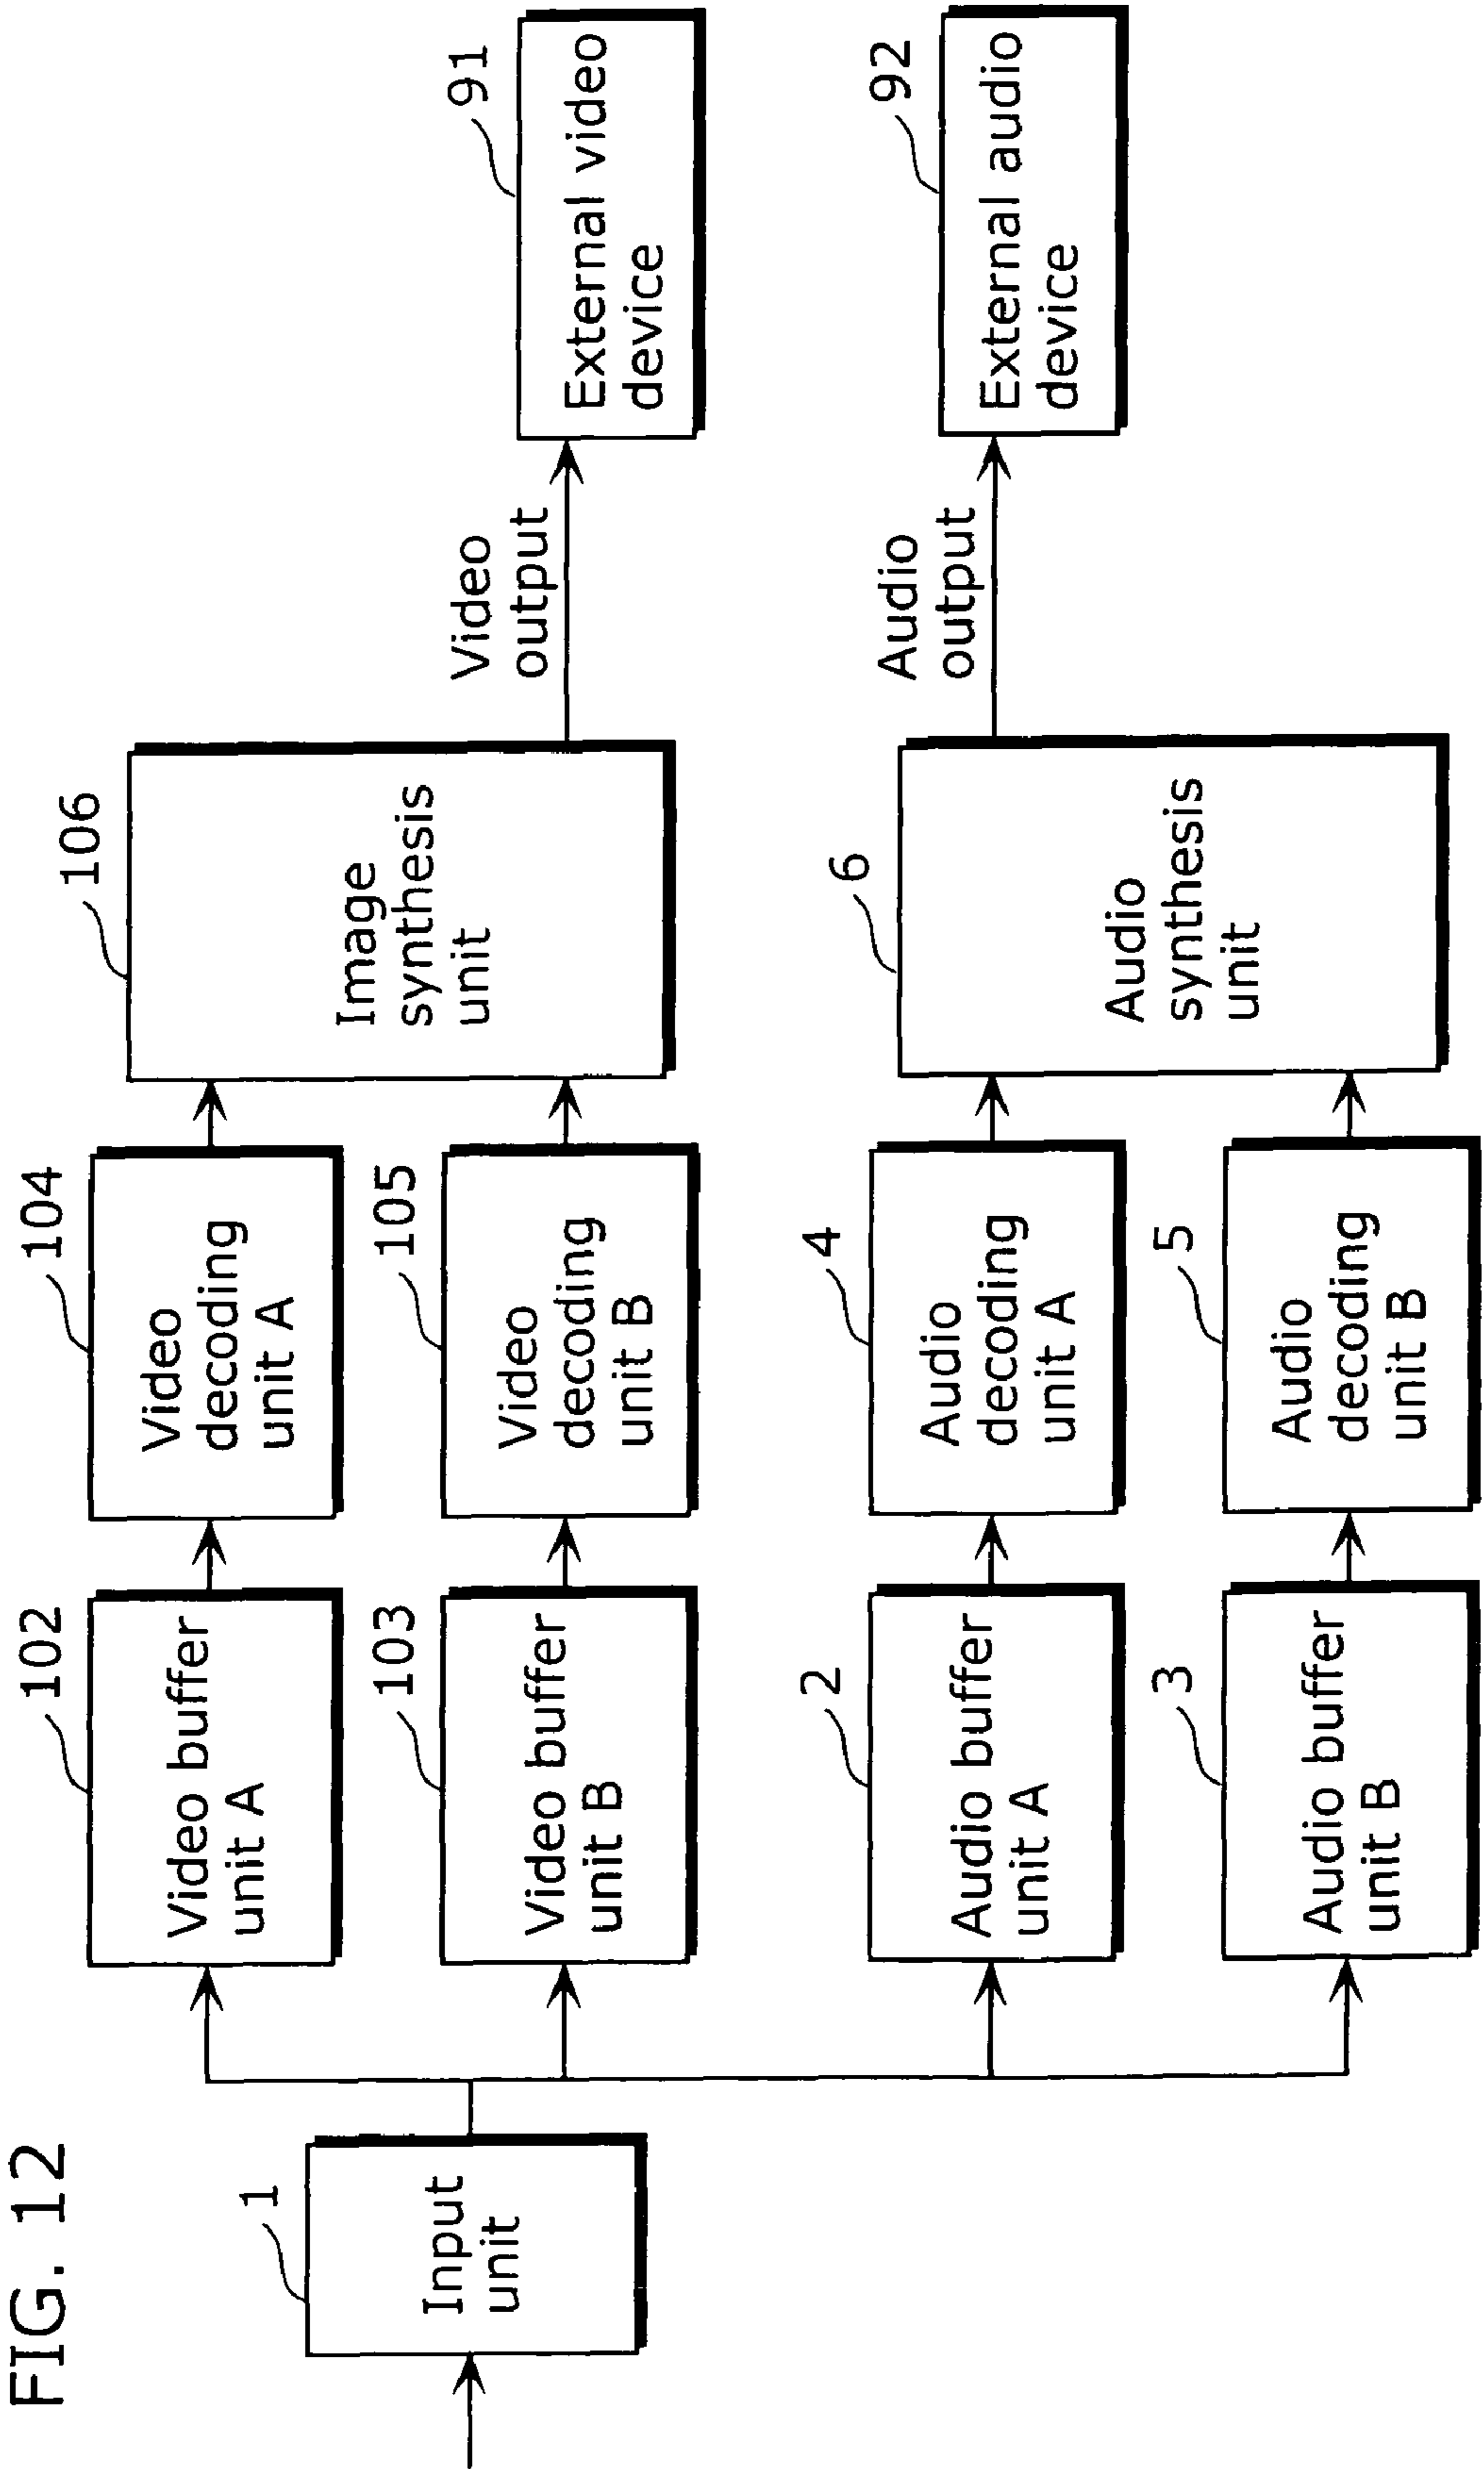 FIG. 12
1
Input
unit
102
Video buffer
unit A
103
Video buffer
unit B
2
Audio buffer
unit A
3
Audio buffer
unit B
104
Video
decoding
unit A
105
Video
decoding
unit B
4
Audio
decoding
unit A
5
Audio
decoding
unit B
106
Image
synthesis
unit
6
Audio
synthesis
unit
Video
output
Audio
output
91
External video
device
92
External audio
device